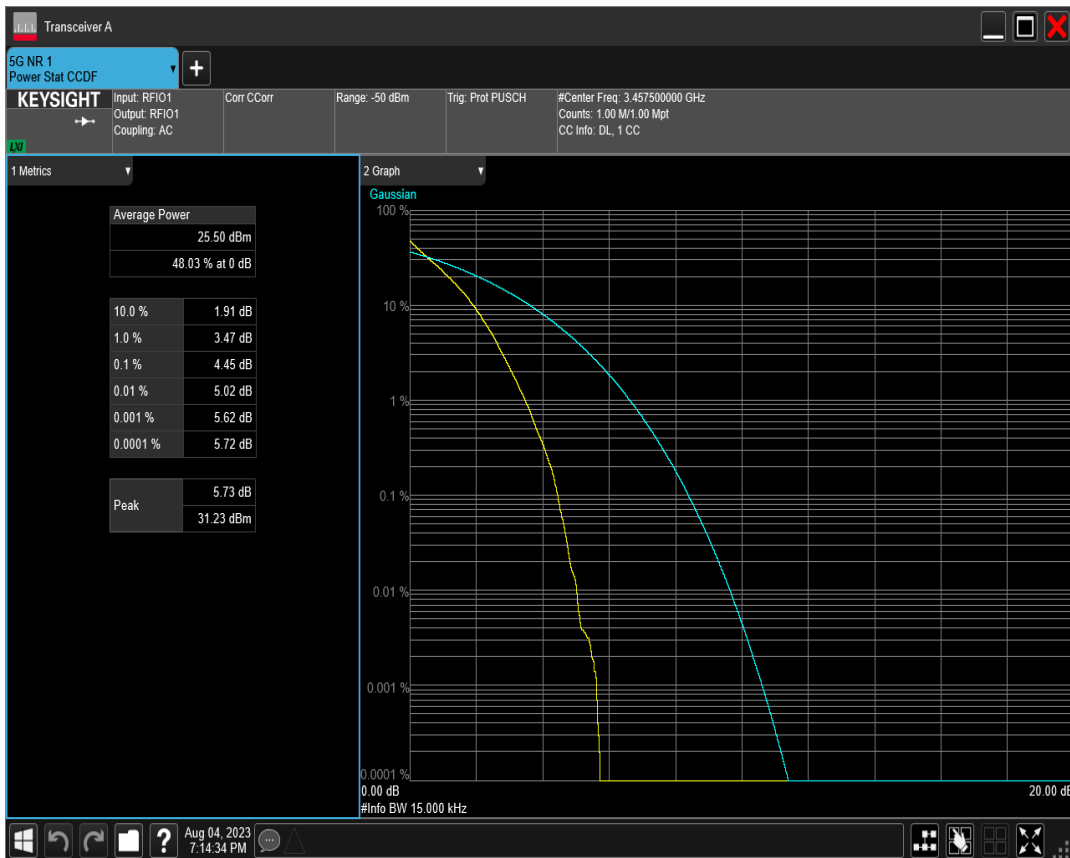 Transceiver A
5G NR 1
Power Stat CCDF
+
KEYSIGHT
LXI
Input: RFIO1
Output: RFIO1
Coupling: AC
Corr CCorr
Range: -50 dBm
Trig: Prot PUSCH
#Center Freq: 3.457500000 GHz
Counts: 1.00 M/1.00 Mpt
CC Info: DL, 1 CC
1 Metrics
Average Power
25.50 dBm
48.03 % at 0 dB
10.0 % 1.91 dB
1.0 % 3.47 dB
0.1 % 4.45 dB
0.01 % 5.02 dB
0.001 % 5.62 dB
0.0001 % 5.72 dB
Peak 5.73 dB
31.23 dBm
2 Graph
Gaussian
100 %
10 %
1 %
0.1 %
0.01 %
0.001 %
0.0001 %
0.00 dB 20.00 dB
#Info BW 15.000 kHz
?
Aug 04, 2023
7:14:34 PM